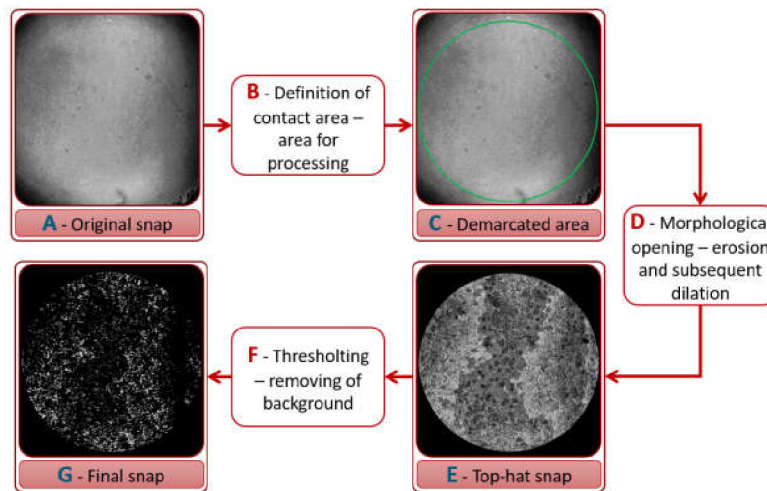 B - Definition of
contact area –
area for
processing
A - Original snap
C - Demarcated area
D - Morphological
opening – erosion
and subsequent
dilation
F - Thresholting
– removing of
background
G - Final snap
E - Top-hat snap